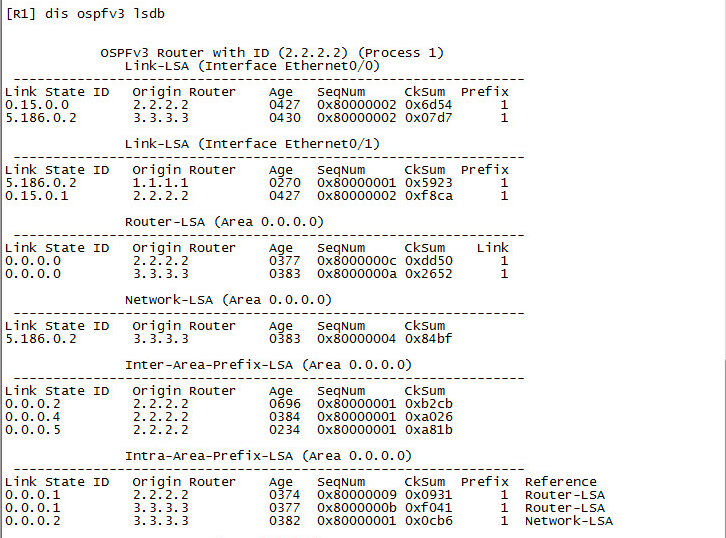 [R1] dis ospfv3 lsdb
OSPFv3 Router with ID (2.2.2.2) (Process 1)
Link-LSA (Interface Ethernet0/0)
-----------------------------------------------------------------
Link State ID   Origin Router    Age   SeqNum     CkSum  Prefix
0.15.0.0        2.2.2.2          0427  0x80000002 0x6d54      1
5.186.0.2       3.3.3.3          0430  0x80000002 0x07d7      1
Link-LSA (Interface Ethernet0/1)
-----------------------------------------------------------------
Link State ID   Origin Router    Age   SeqNum     CkSum  Prefix
5.186.0.2       1.1.1.1          0270  0x80000001 0x5923      1
0.15.0.1        2.2.2.2          0427  0x80000002 0xf8ca      1
Router-LSA (Area 0.0.0.0)
-----------------------------------------------------------------
Link State ID   Origin Router    Age   SeqNum     CkSum    Link
0.0.0.0         2.2.2.2          0377  0x8000000c 0xdd50      1
0.0.0.0         3.3.3.3          0383  0x8000000a 0x2652      1
Network-LSA (Area 0.0.0.0)
-----------------------------------------------------------------
Link State ID   Origin Router    Age   SeqNum     CkSum
5.186.0.2       3.3.3.3          0383  0x80000004 0x84bf
Inter-Area-Prefix-LSA (Area 0.0.0.0)
-----------------------------------------------------------------
Link State ID   Origin Router    Age   SeqNum     CkSum
0.0.0.2         2.2.2.2          0696  0x80000001 0xb2cb
0.0.0.4         2.2.2.2          0384  0x80000001 0xa026
0.0.0.5         2.2.2.2          0234  0x80000001 0xa81b
Intra-Area-Prefix-LSA (Area 0.0.0.0)
-----------------------------------------------------------------
Link State ID   Origin Router    Age   SeqNum     CkSum  Prefix  Reference
0.0.0.1         2.2.2.2          0374  0x80000009 0x0931      1  Router-LSA
0.0.0.1         3.3.3.3          0377  0x8000000b 0xf041      1  Router-LSA
0.0.0.2         3.3.3.3          0382  0x80000001 0x0cb6      1  Network-LSA